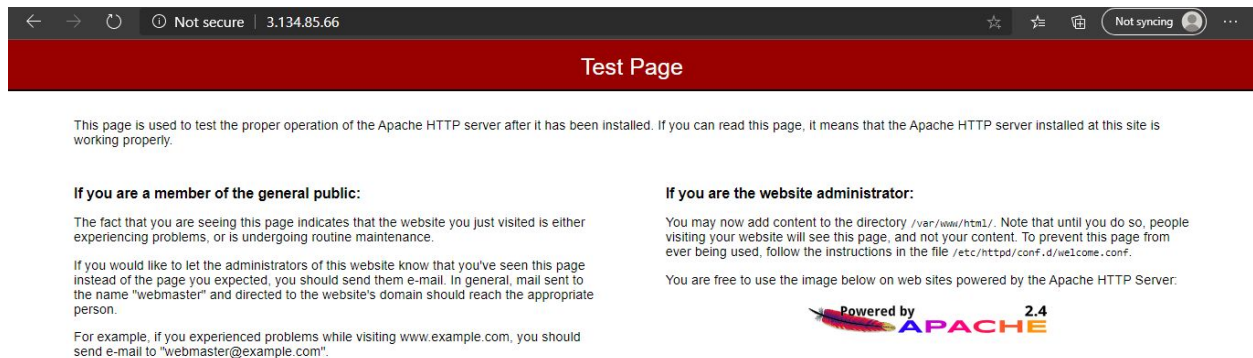 Not secure | 3.134.85.66
Not syncing
Test Page
This page is used to test the proper operation of the Apache HTTP server after it has been installed. If you can read this page, it means that the Apache HTTP server installed at this site is
working properly.
If you are a member of the general public:
The fact that you are seeing this page indicates that the website you just visited is either
experiencing problems, or is undergoing routine maintenance.
If you would like to let the administrators of this website know that you've seen this page
instead of the page you expected, you should send them e-mail. In general, mail sent to
the name "webmaster" and directed to the website's domain should reach the appropriate
person.
For example, if you experienced problems while visiting www.example.com, you should
send e-mail to "webmaster@example.com".
If you are the website administrator:
You may now add content to the directory /var/www/html/. Note that until you do so, people
visiting your website will see this page, and not your content. To prevent this page from
ever being used, follow the instructions in the file /etc/httpd/conf.d/welcome.conf.
You are free to use the image below on web sites powered by the Apache HTTP Server:
Powered by 2.4
APACHE